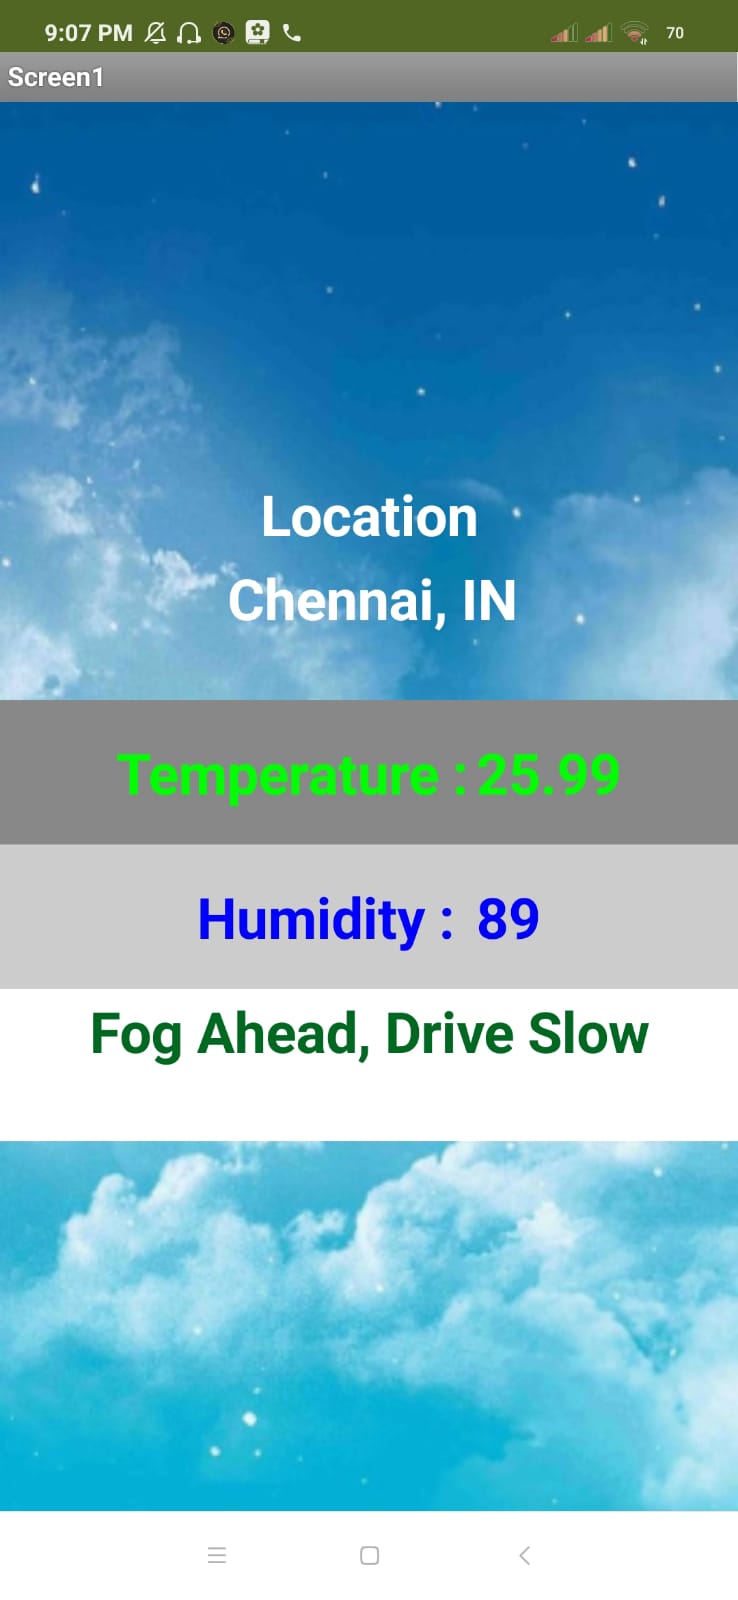 9:07 PM
70
Screen1
Location
Chennai, IN
Temperature : 25.99
Humidity : 89
Fog Ahead, Drive Slow